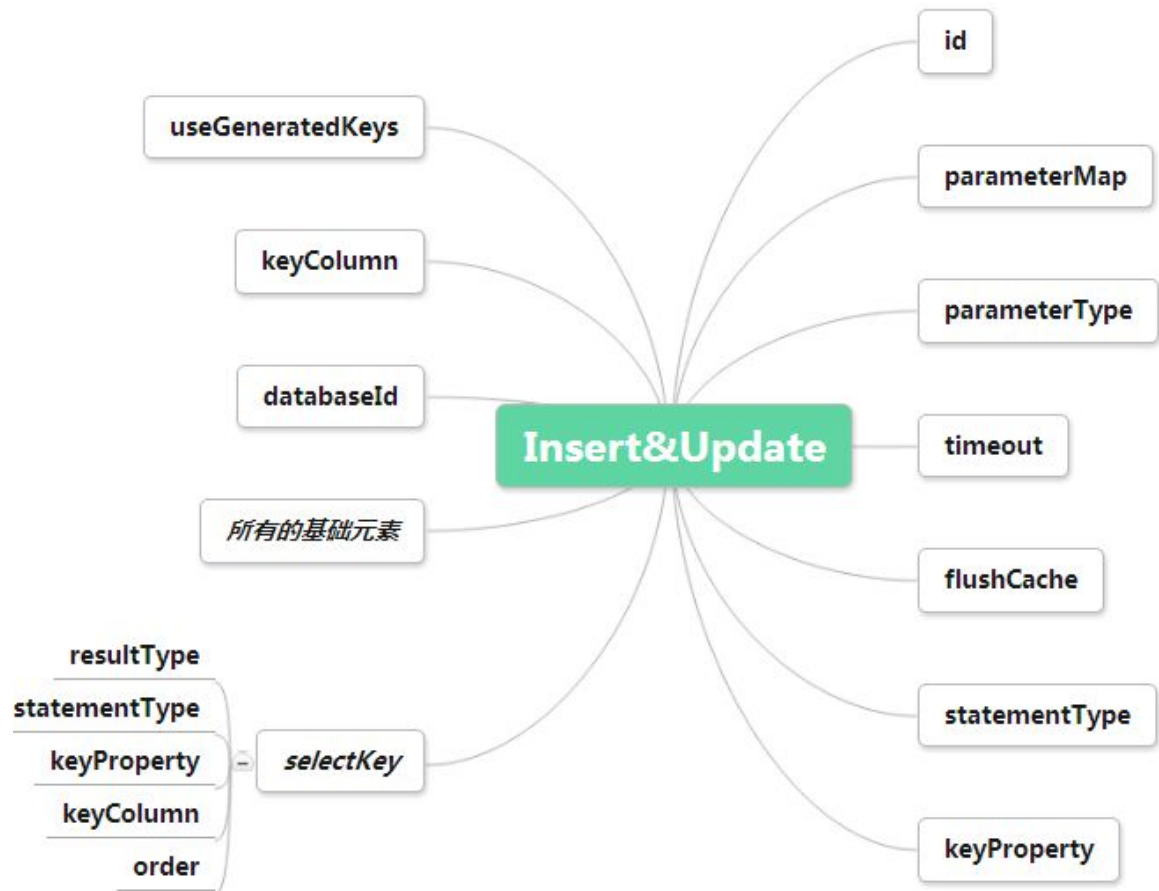 id
useGeneratedKeys
parameterMap
keyColumn
parameterType
databaseId
Insert&Update
timeout
所有的基础元素
flushCache
resultType
statementType
statementType
keyProperty
selectKey
keyColumn
keyProperty
order